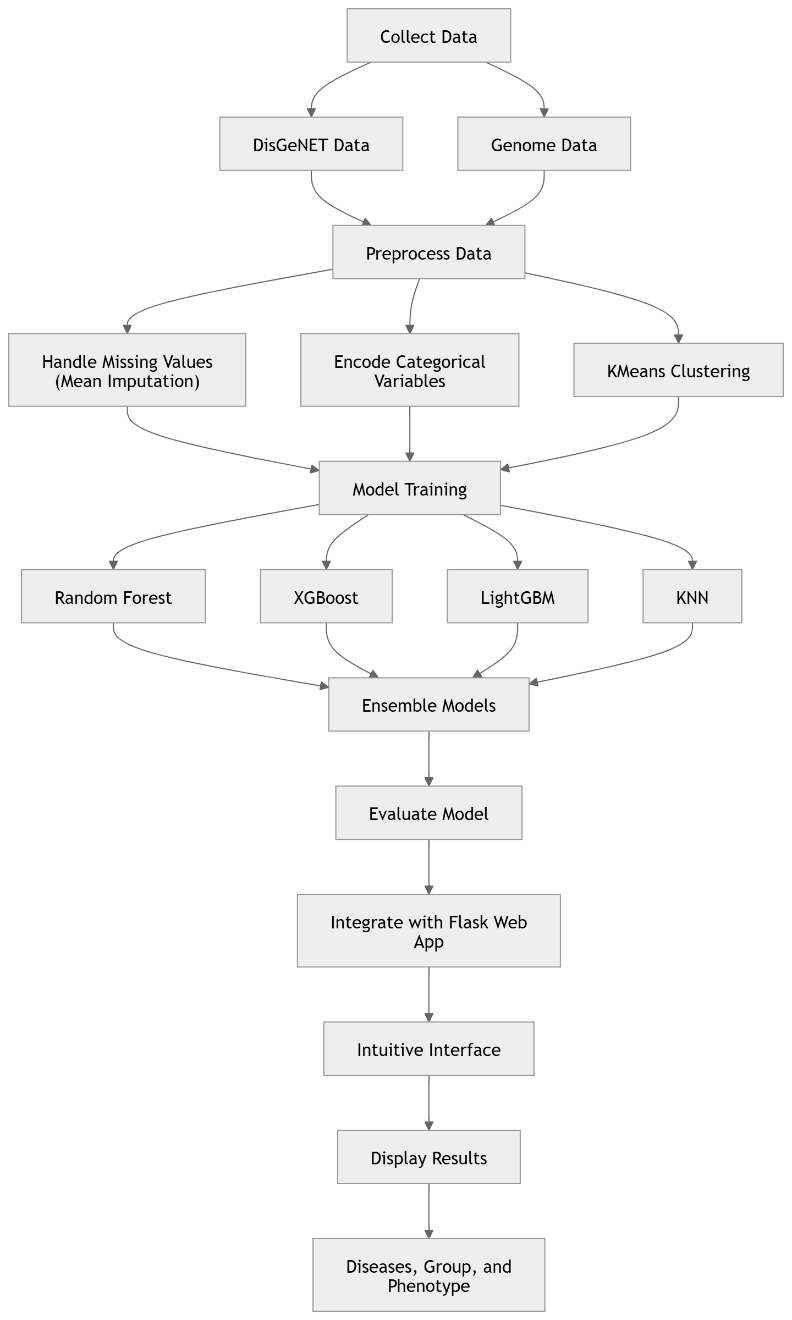 Collect Data
DisGeNET Data
Genome Data
Preprocess Data
Handle Missing Values
(Mean Imputation)
Encode Categorical
Variables
KMeans Clustering
Model Training
Random Forest
XGBoost
LightGBM
KNN
Ensemble Models
Evaluate Model
Integrate with Flask Web
App
Intuitive Interface
Display Results
Diseases, Group, and
Phenotype